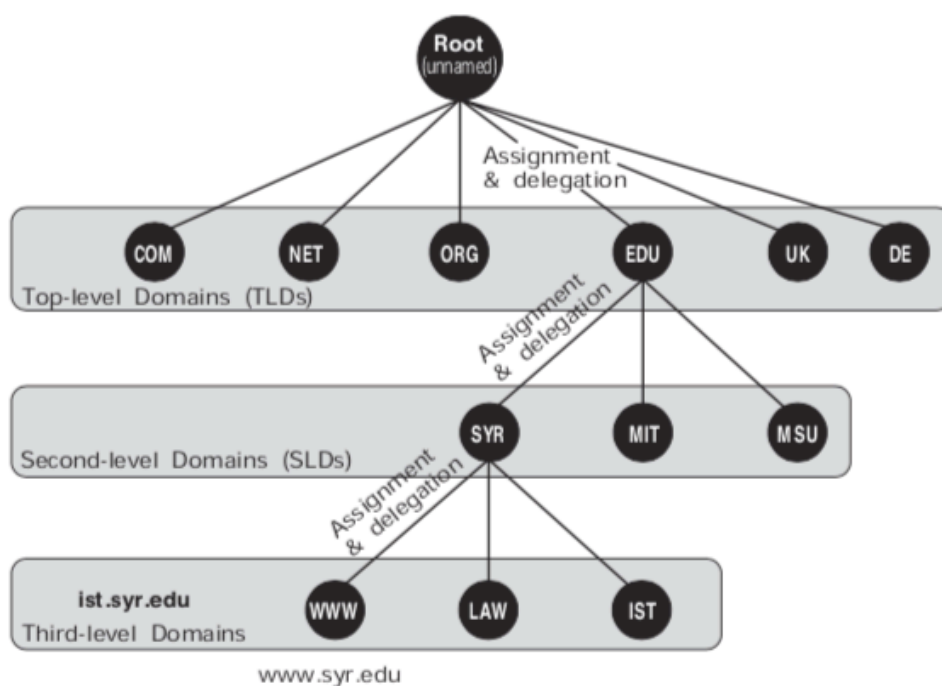 Root
(unnamed)
Assignment
& delegation
COM NET ORG EDU UK DE
Top-level Domains (TLDs)
Assignment
& delegation
SYR MIT MSU
Second-level Domains (SLDs)
Assignment
& delegation
ist.syr.edu
WWW LAW IST
Third-level Domains
www.syr.edu